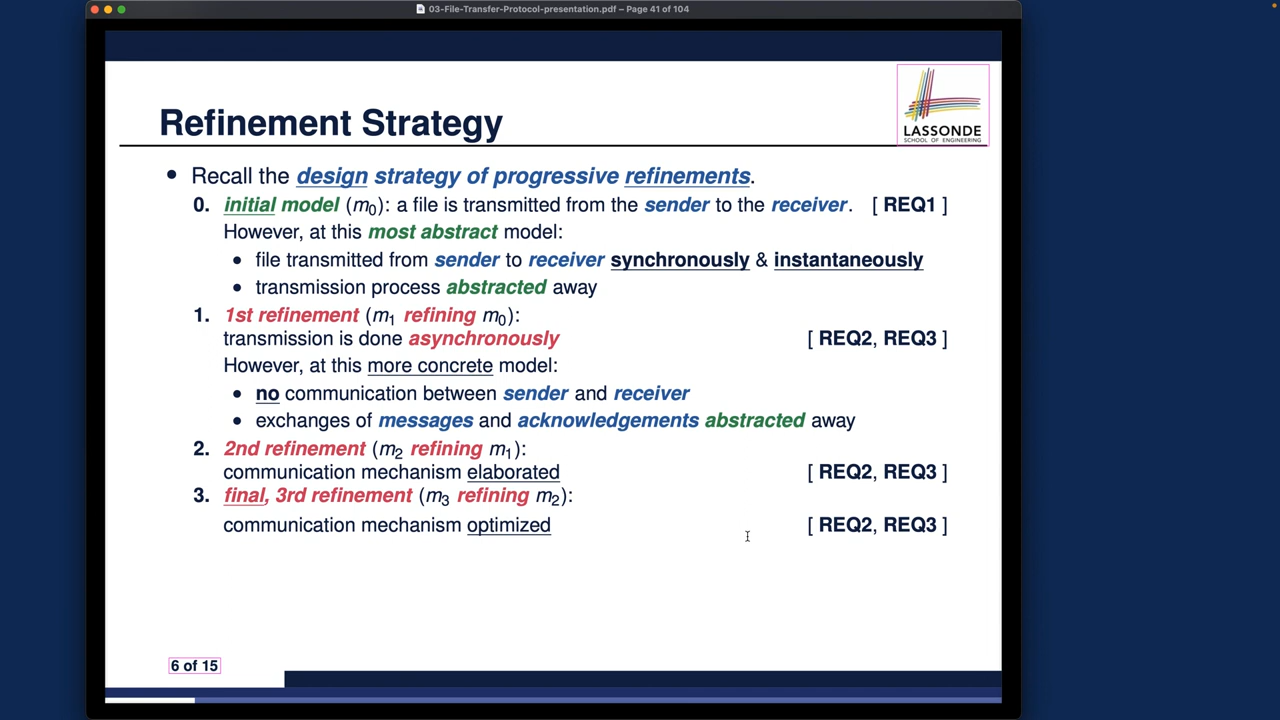 03-File-Transfer-Protocol-presentation.pdf – Page 41 of 104
LASSONDE
SCHOOL OF ENGINEERING
Refinement Strategy
• Recall the design strategy of progressive refinements.
0. initial model (m0): a file is transmitted from the sender to the receiver. [ REQ1 ]
However, at this most abstract model:
• file transmitted from sender to receiver synchronously & instantaneously
• transmission process abstracted away
1. 1st refinement (m1 refining m0):
transmission is done asynchronously [ REQ2, REQ3 ]
However, at this more concrete model:
• no communication between sender and receiver
• exchanges of messages and acknowledgements abstracted away
2. 2nd refinement (m2 refining m1):
communication mechanism elaborated [ REQ2, REQ3 ]
3. final, 3rd refinement (m3 refining m2):
communication mechanism optimized [ REQ2, REQ3 ]
6 of 15